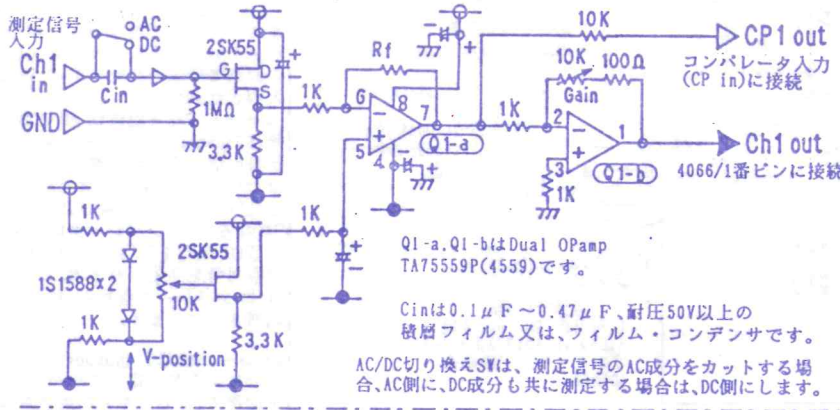 測定信号
入力
AC
DC
Ch1
in
Cin
GND
1MΩ
2SK55
G
D
S
3.3K
+
-
1K
Rf
6
5
-
+
8
7
4
Q1-a
-
+
-
+
10K
CP1 out
コンパレータ入力
(CP in)に接続
1K
10K
100Ω
Gain
2
3
-
+
1
Q1-b
1K
Ch1 out
4066/1番ピンに接続
1K
1S1588x2
1K
10K
V-position
2SK55
3.3K
1K
+
-
Q1-a,Q1-bはDual OPamp
TA75559P(4559)です。
Cinは0.1μF～0.47μF、耐圧50V以上の
積層フィルム又は、フィルム・コンデンサです。
AC/DC切り換えSWは、測定信号のAC成分をカットする場
合、AC側に、DC成分も共に測定する場合は、DC側にします。